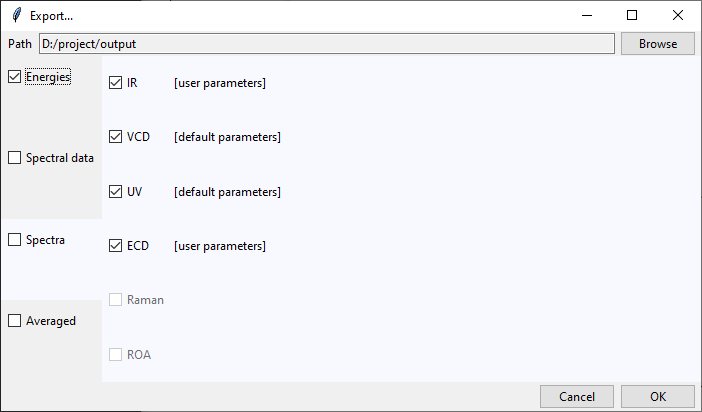 Export...
Path D:/project/output Browse
Energies
IR [user parameters]
VCD [default parameters]
Spectral data
UV [default parameters]
Spectra
ECD [user parameters]
Raman
Averaged
ROA
Cancel OK